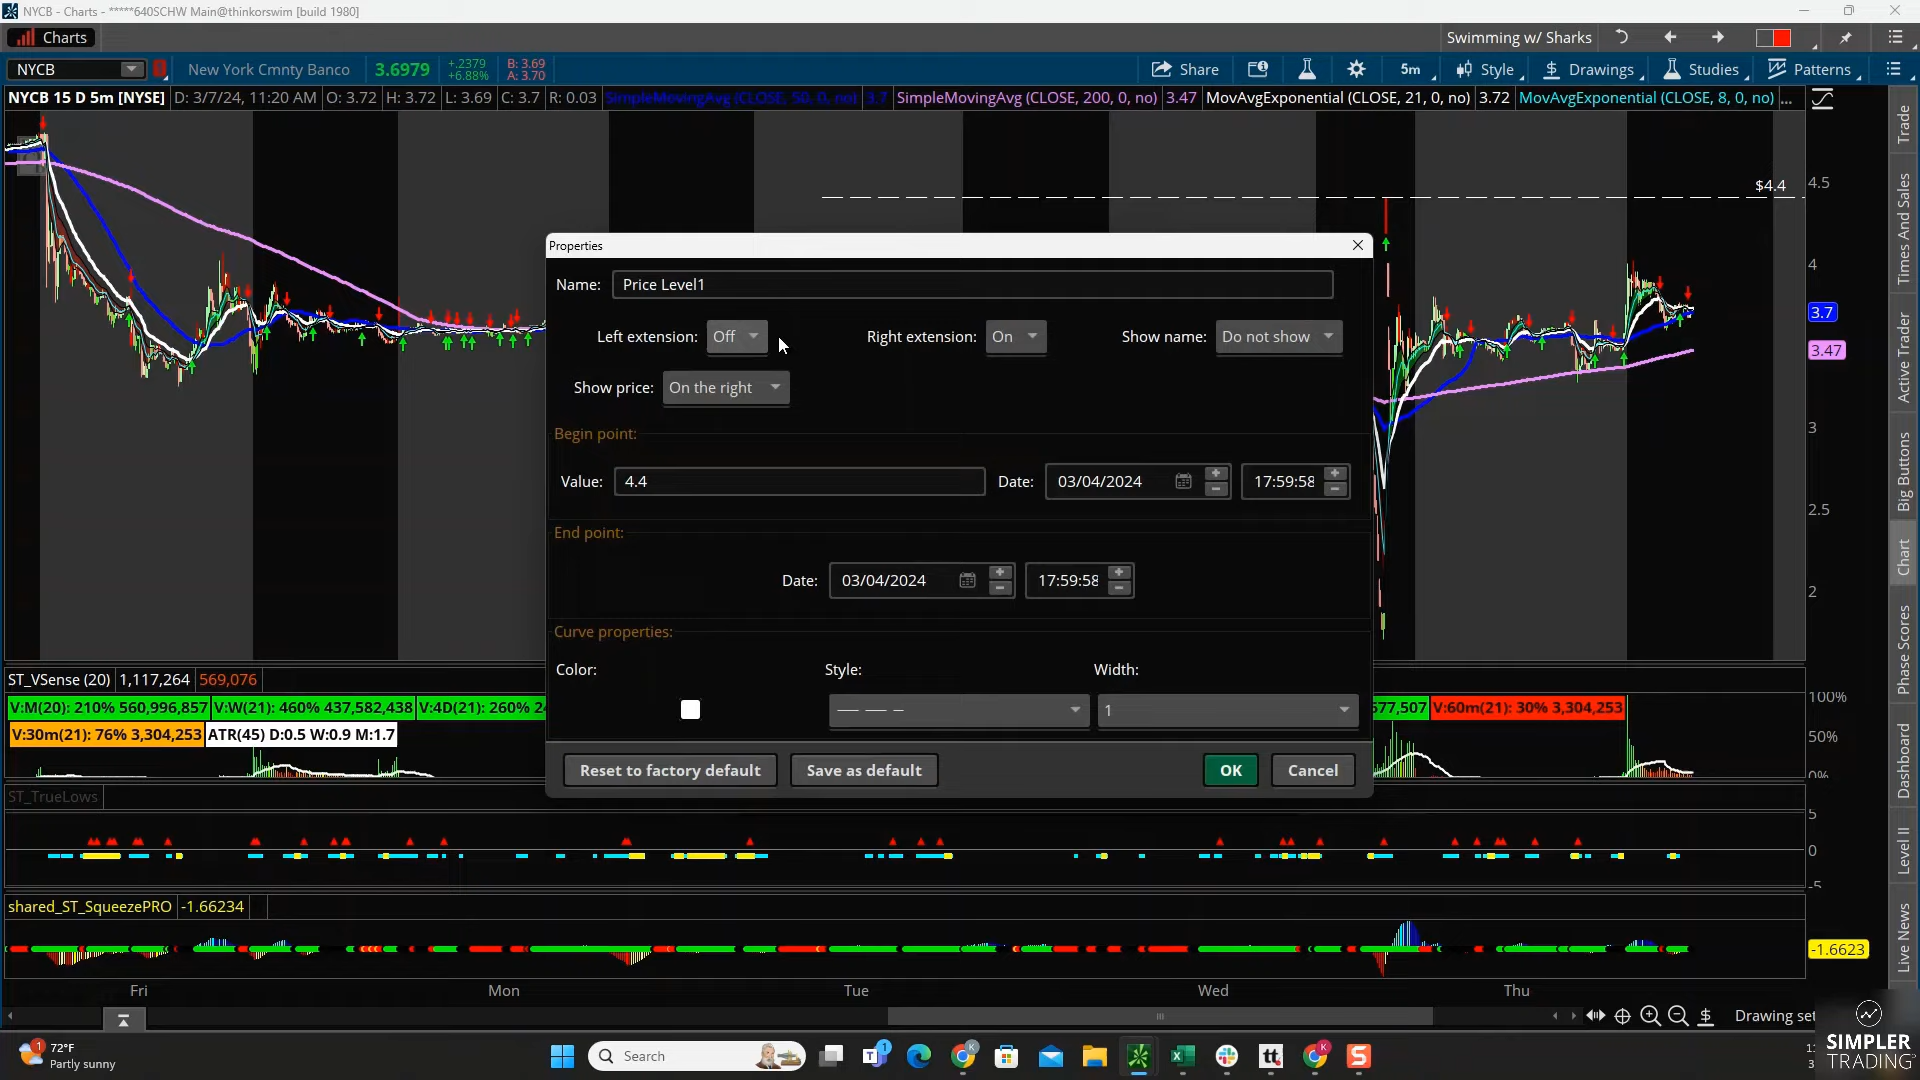 NYCB - Charts - *****640SCHW Main@thinkorswim [build 1980]
Charts
Swimming w/ Sharks
NYCB
New York Cmnty Banco
3.6979
+.2379
+6.88%
B: 3.69
A: 3.70
Share
5m
Style
Drawings
Studies
Patterns
NYCB 15 D 5m [NYSE]
D: 3/7/24, 11:20 AM
O: 3.72
H: 3.72
L: 3.69
C: 3.7
R: 0.03
SimpleMovingAvg (CLOSE, 50, 0, no)
3.7
SimpleMovingAvg (CLOSE, 200, 0, no)
3.47
MovAvgExponential (CLOSE, 21, 0, no)
3.72
MovAvgExponential (CLOSE, 8, 0, no)
...
$4.4
4.5
4
3.7
3.47
3
2.5
2
Properties
Name:
Price Level1
Left extension:
Off
Right extension:
On
Show name:
Do not show
Show price:
On the right
Begin point:
Value:
4.4
Date:
03/04/2024
17:59:58
End point:
Date:
03/04/2024
17:59:58
Curve properties:
Color:
Style:
Width:
1
Reset to factory default
Save as default
OK
Cancel
ST_VSense (20)
1,117,264
569,076
V:M(20): 210% 560,996,857
V:W(21): 460% 437,582,438
V:4D(21): 260% 2
577,507
V:60m(21): 30% 3,304,253
V:30m(21): 76% 3,304,253
ATR(45) D:0.5 W:0.9 M:1.7
100%
50%
0%
ST_TrueLows
5
0
-5
shared_ST_SqueezePRO
-1.66234
-1.6623
Fri
Mon
Tue
Wed
Thu
Drawing set
Trade
Times And Sales
Active Trader
Big Buttons
Chart
Phase Scores
Dashboard
Level II
Live News
1
72°F
Partly sunny
Search
1
K
tt
K
S
SIMPLER
TRADING